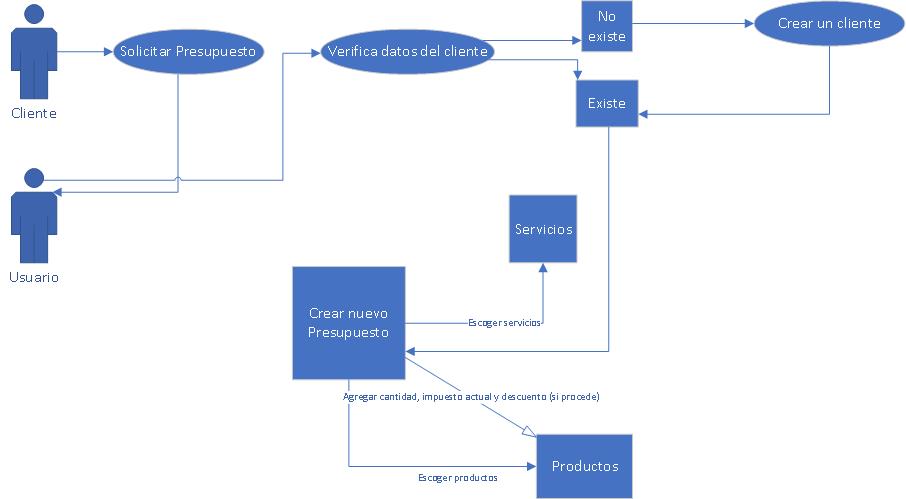 Cliente
Solicitar Presupuesto
Verifica datos del cliente
No
existe
Crear un cliente
Existe
Usuario
Servicios
Crear nuevo
Presupuesto
Escoger servicios
Agregar cantidad, impuesto actual y descuento (si procede)
Productos
Escoger productos